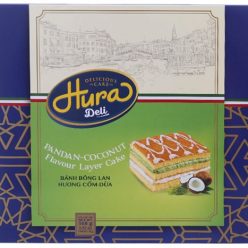 DELICIOUS
CAKE
Hura
Deli
PANDAN-COCONUT
Flavour Layer Cake
BÁNH BÔNG LAN
HƯƠNG CỐM DỪA